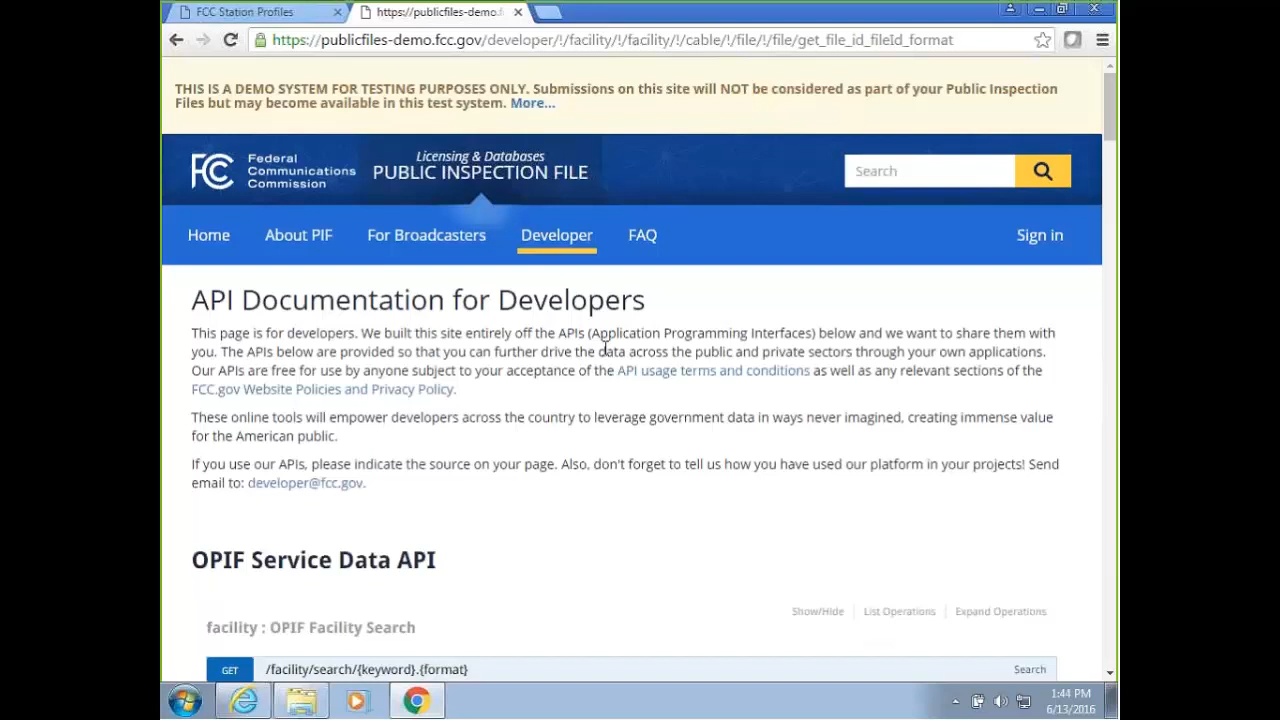 FCC Station Profiles
https://publicfiles-demo.f
https://publicfiles-demo.fcc.gov/developer/!/facility/!/facility/!/cable/!/file/!/file/get_file_id_fileId_format
THIS IS A DEMO SYSTEM FOR TESTING PURPOSES ONLY. Submissions on this site will NOT be considered as part of your Public Inspection
Files but may become available in this test system. More...
FCC
Federal
Communications
Commission
Licensing & Databases
PUBLIC INSPECTION FILE
Search
Home
About PIF
For Broadcasters
Developer
FAQ
Sign in
API Documentation for Developers
This page is for developers. We built this site entirely off the APIs (Application Programming Interfaces) below and we want to share them with
you. The APIs below are provided so that you can further drive the data across the public and private sectors through your own applications.
Our APIs are free for use by anyone subject to your acceptance of the API usage terms and conditions as well as any relevant sections of the
FCC.gov Website Policies and Privacy Policy.
These online tools will empower developers across the country to leverage government data in ways never imagined, creating immense value
for the American public.
If you use our APIs, please indicate the source on your page. Also, don't forget to tell us how you have used our platform in your projects! Send
email to: developer@fcc.gov.
OPIF Service Data API
Show/Hide
List Operations
Expand Operations
facility : OPIF Facility Search
GET
/facility/search/{keyword}.{format}
Search
1:44 PM
6/13/2016